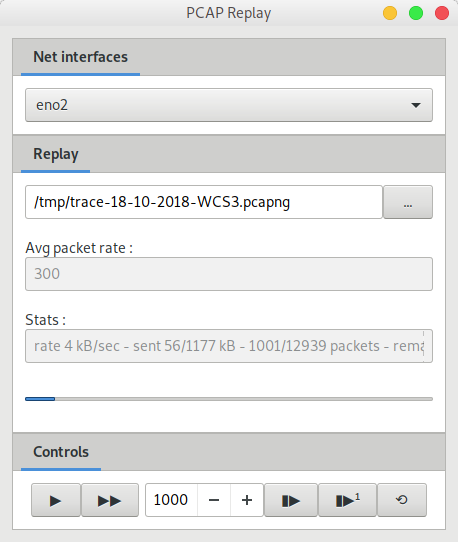 PCAP Replay
Net interfaces
eno2
Replay
/tmp/trace-18-10-2018-WCS3.pcapng
...
Avg packet rate :
300
Stats :
rate 4 kB/sec - sent 56/1177 kB - 1001/12939 packets - rema
Controls
1000 − +
1